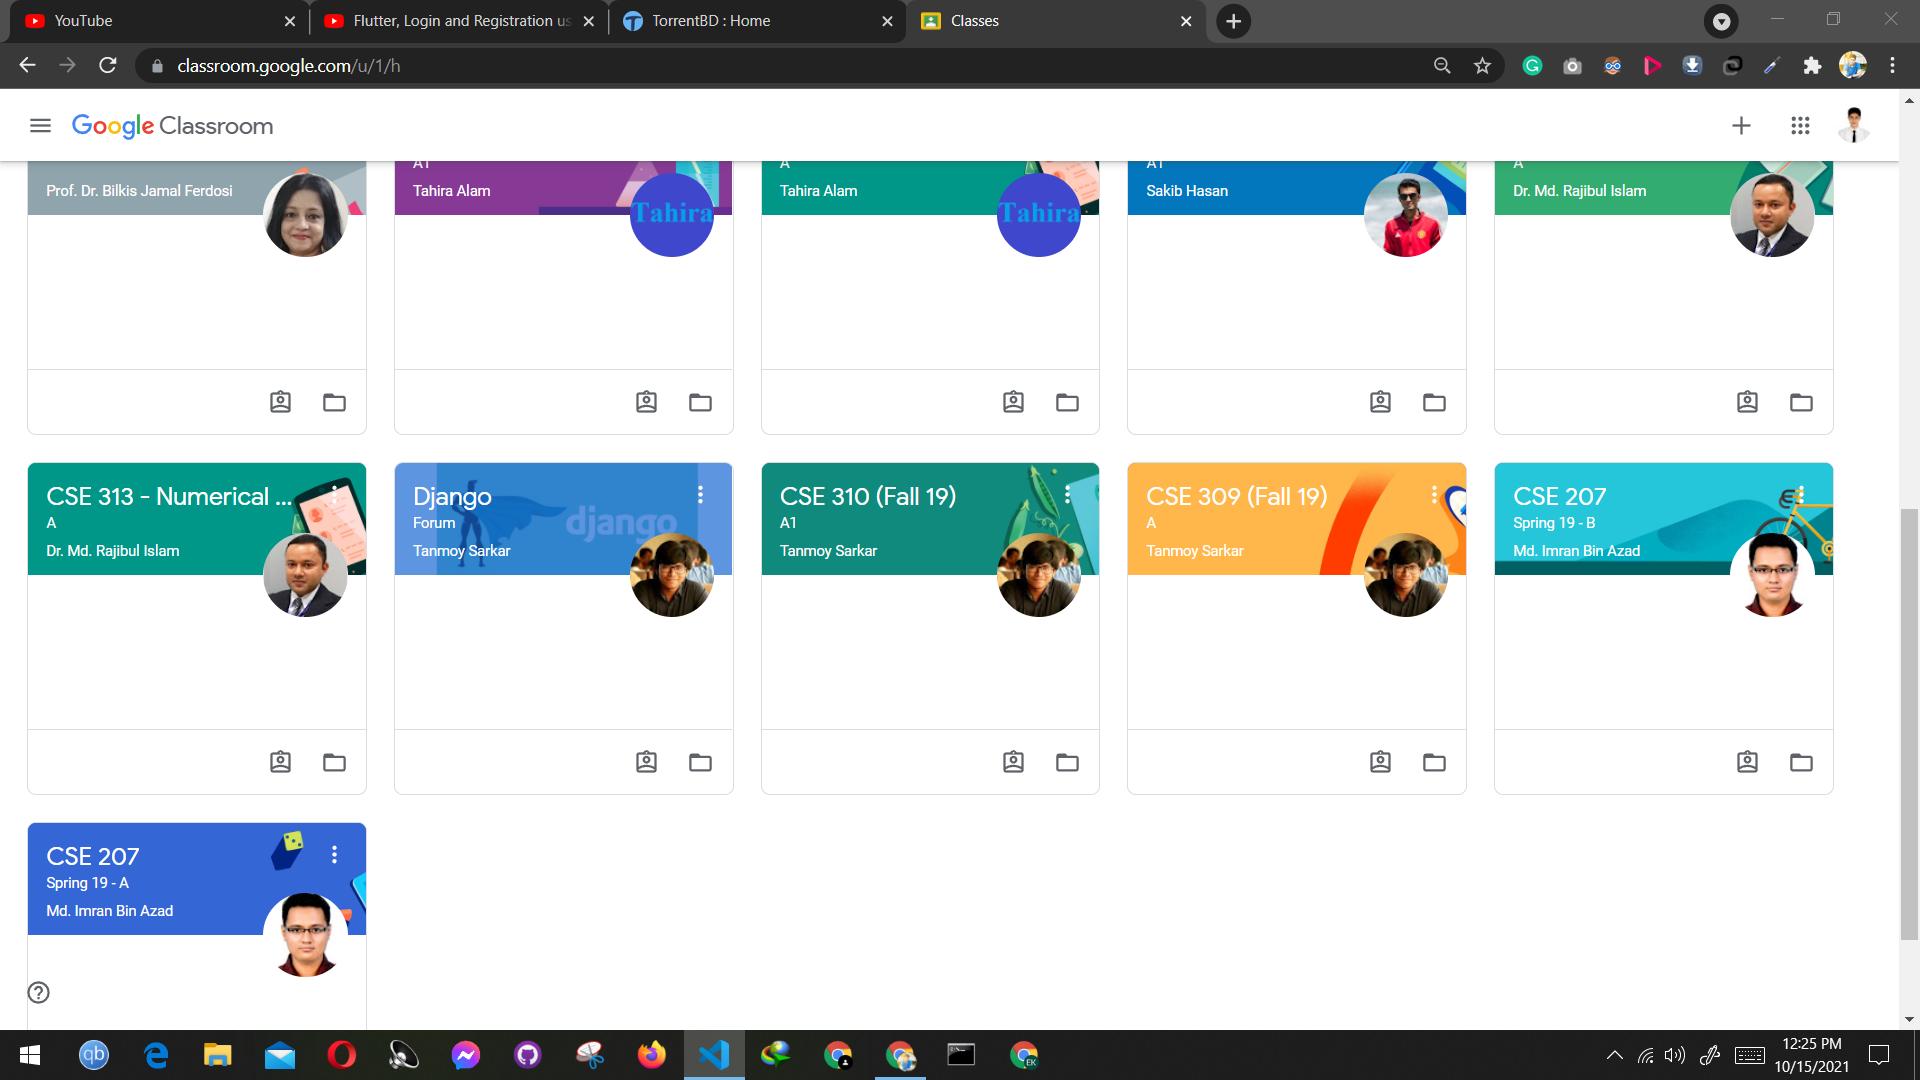 YouTube
Flutter, Login and Registration us
TorrentBD : Home
Classes
classroom.google.com/u/1/h
Google Classroom
Prof. Dr. Bilkis Jamal Ferdosi
A1
Tahira Alam
Tahira
A
Tahira Alam
Tahira
A1
Sakib Hasan
A
Dr. Md. Rajibul Islam
CSE 313 - Numerical ...
A
Dr. Md. Rajibul Islam
Django
Forum
Tanmoy Sarkar
django
CSE 310 (Fall 19)
A1
Tanmoy Sarkar
CSE 309 (Fall 19)
A
Tanmoy Sarkar
CSE 207
Spring 19 - B
Md. Imran Bin Azad
CSE 207
Spring 19 - A
Md. Imran Bin Azad
qb
EK
12:25 PM
10/15/2021